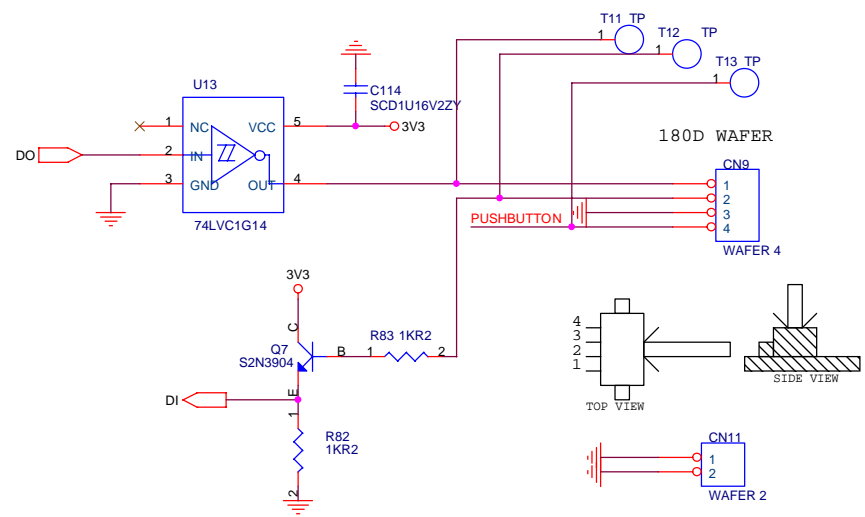 T11 TP
1
T12 TP
1
T13 TP
1
U13
C114
SCD1U16V2ZY
1 NC VCC 5
3V3
DO
2 IN
3 GND OUT 4
74LVC1G14
180D WAFER
CN9
1
2
3
4
PUSHBUTTON
WAFER 4
3V3
C
Q7
S2N3904
B
R83 1KR2
1 2
E
DI
1
R82
1KR2
2
4
3
2
1
TOP VIEW
SIDE VIEW
CN11
1
2
WAFER 2